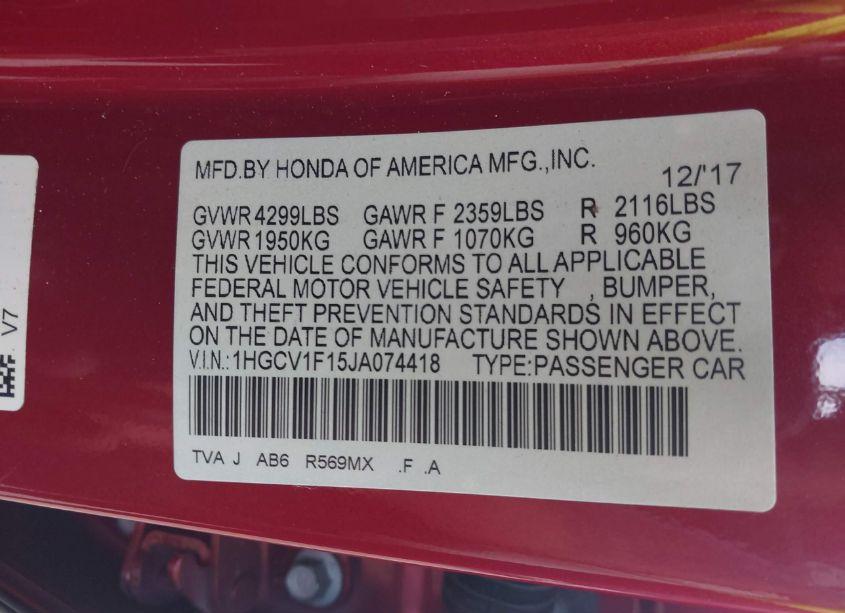 MFD.BY HONDA OF AMERICA MFG.,INC. 12/'17
GVWR 4299LBS GAWR F 2359LBS R 2116LBS
GVWR 1950KG GAWR F 1070KG R 960KG
THIS VEHICLE CONFORMS TO ALL APPLICABLE
FEDERAL MOTOR VEHICLE SAFETY , BUMPER,
AND THEFT PREVENTION STANDARDS IN EFFECT
ON THE DATE OF MANUFACTURE SHOWN ABOVE.
V.I.N.:1HGCV1F15JA074418 TYPE:PASSENGER CAR
TVA J AB6 R569MX .F .A
V7